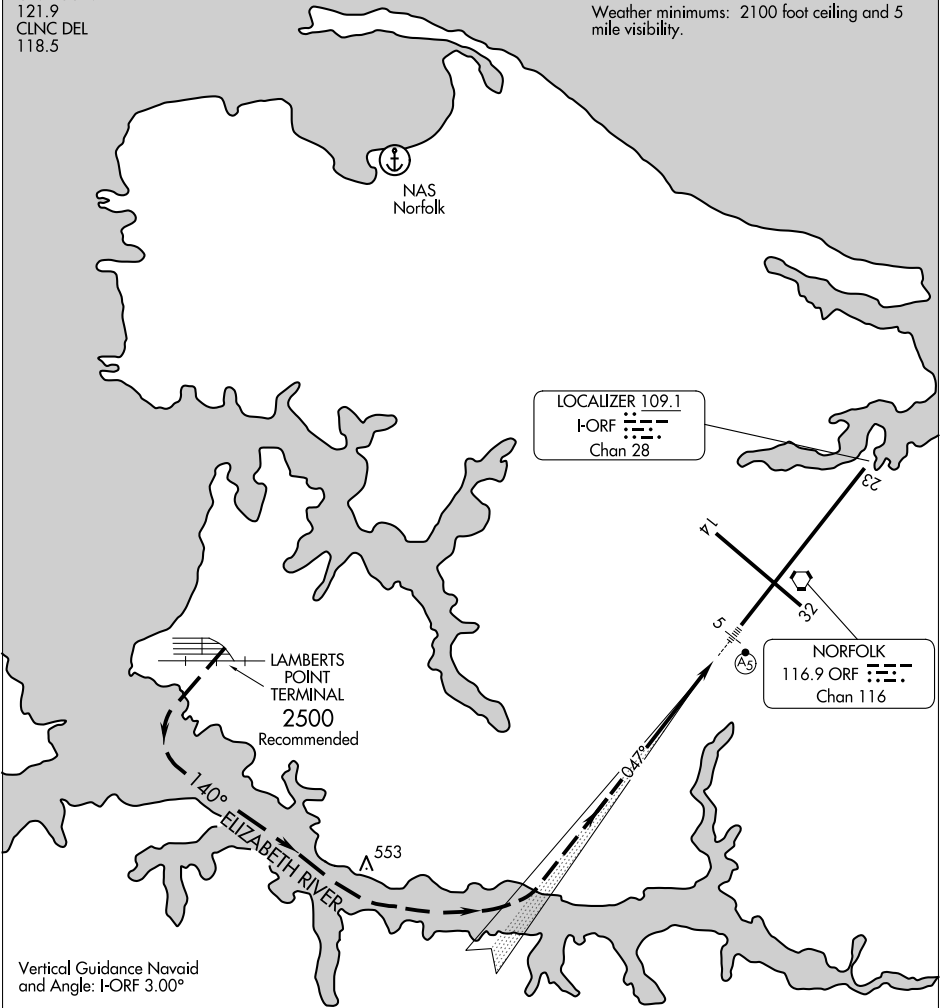 121.9
CLNC DEL
118.5
Weather minimums: 2100 foot ceiling and 5
mile visibility.
NAS
Norfolk
LOCALIZER 109.1
I-ORF
Chan 28
23
14
32
5
A5
NORFOLK
116.9 ORF
Chan 116
LAMBERTS
POINT
TERMINAL
2500
Recommended
047°
140°
ELIZABETH RIVER
553
Vertical Guidance Navaid
and Angle: I-ORF 3.00°